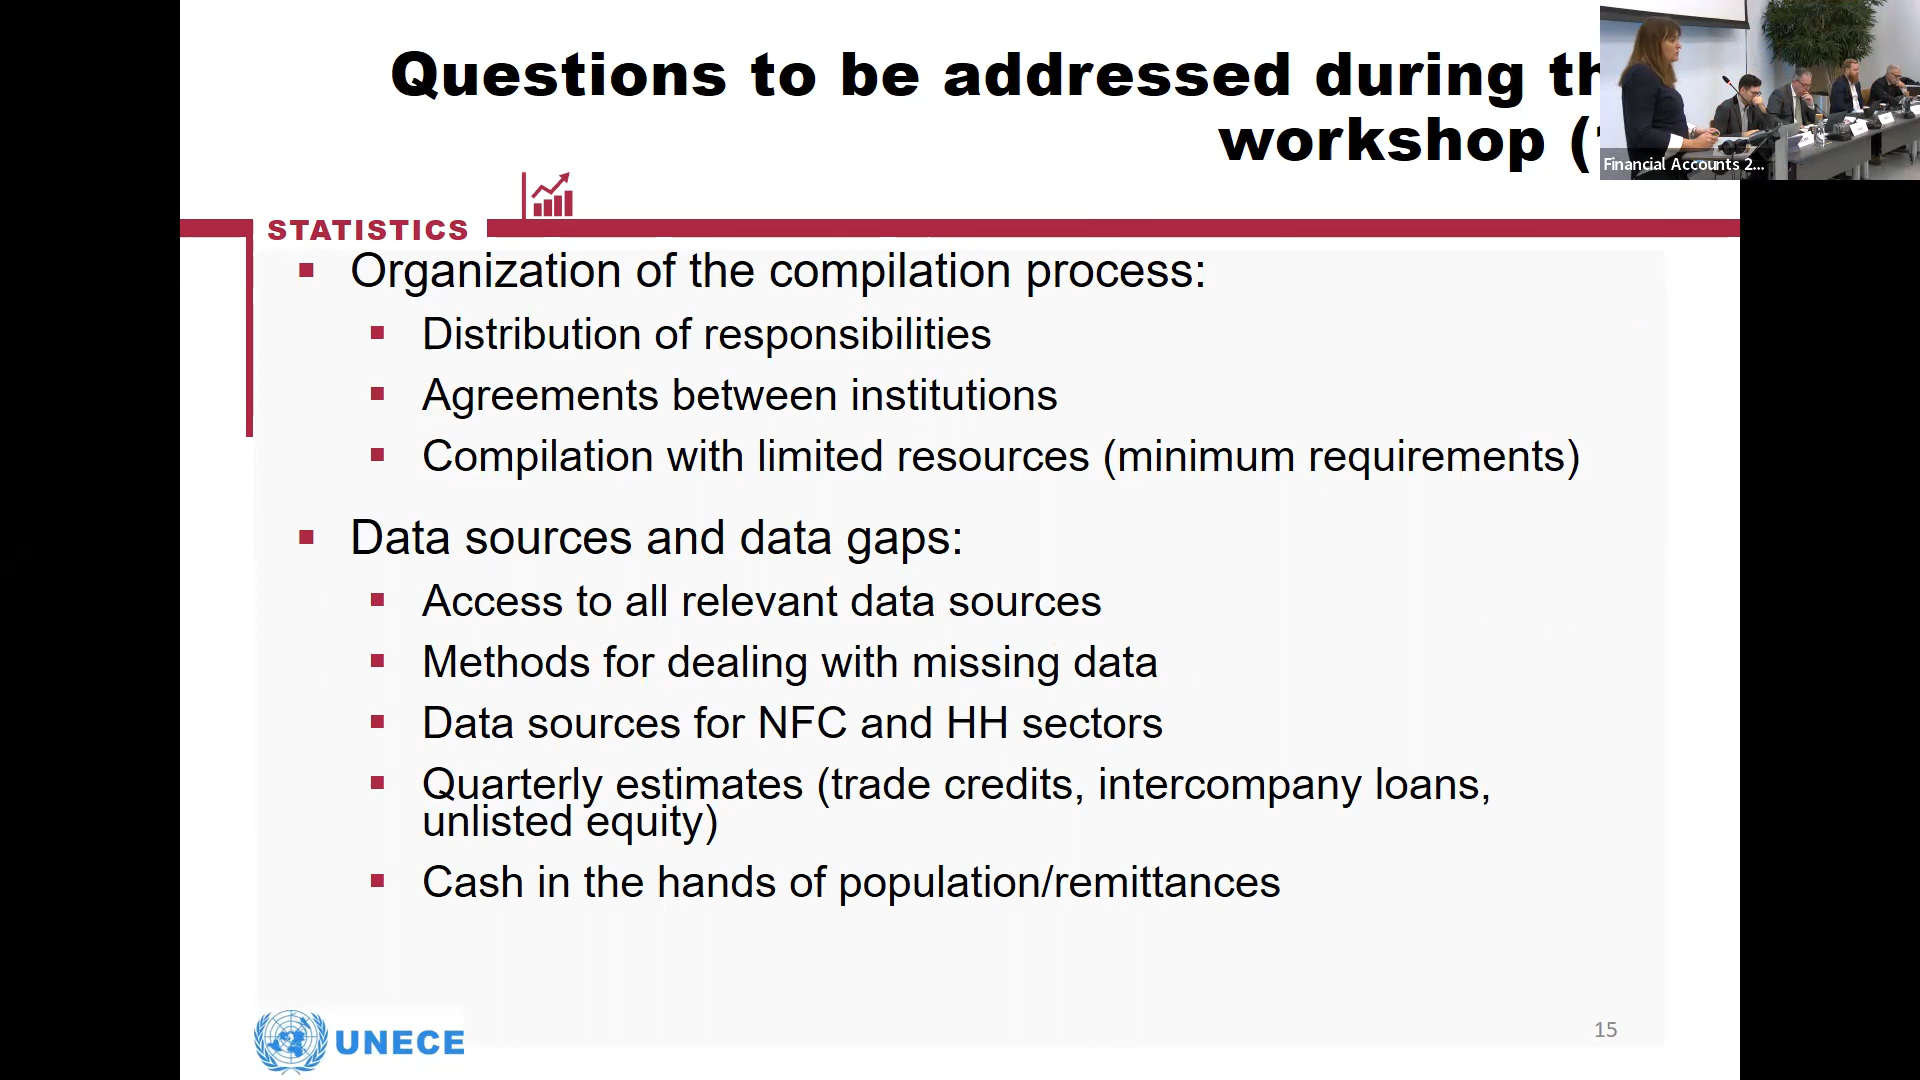 Questions to be addressed during
workshop (
Financial Accounts 2...
STATISTICS
Organization of the compilation process:
Distribution of responsibilities
Agreements between institutions
Compilation with limited resources (minimum requirements)
Data sources and data gaps:
Access to all relevant data sources
Methods for dealing with missing data
Data sources for NFC and HH sectors
Quarterly estimates (trade credits, intercompany loans,
unlisted equity)
Cash in the hands of population/remittances
UNECE
15